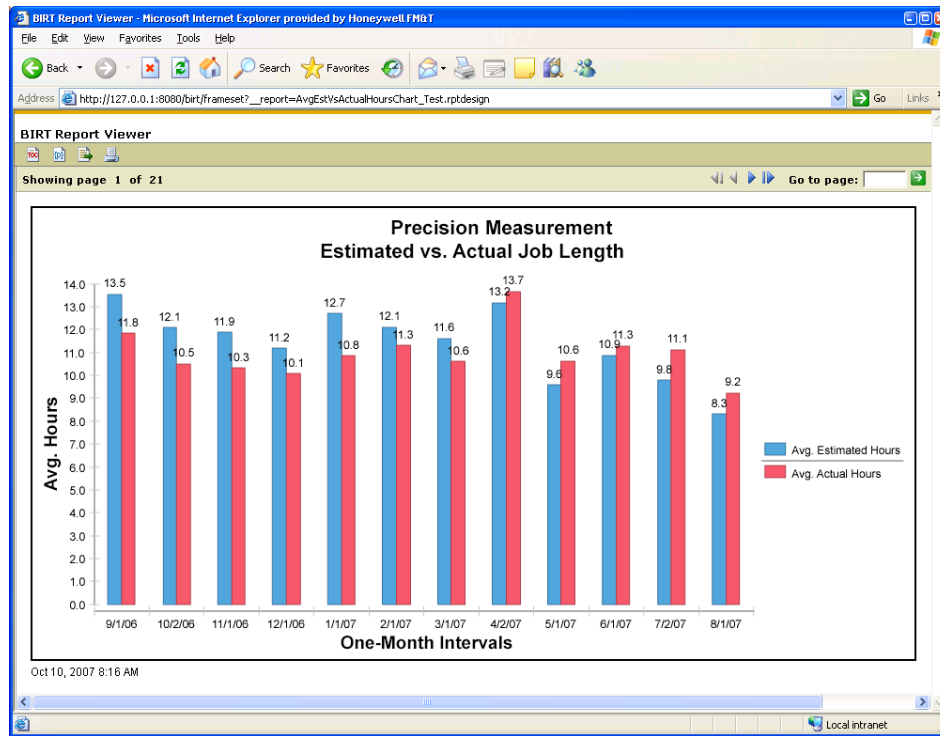 BIRT Report Viewer - Microsoft Internet Explorer provided by Honeywell FM&T
File Edit View Favorites Tools Help
Back Search Favorites
Address http://127.0.0.1:8080/birt/frameset?__report=AvgEstVsActualHoursChart_Test.rptdesign Go Links
BIRT Report Viewer
TOC
Showing page 1 of 21 Go to page:
Precision Measurement
Estimated vs. Actual Job Length
14.0
13.0
12.0
11.0
10.0
9.0
8.0
7.0
6.0
5.0
4.0
3.0
2.0
1.0
0.0
Avg. Hours
13.5 11.8 12.1 10.5 11.9 10.3 11.2 10.1 12.7 10.8 12.1 11.3 11.6 10.6 13.2 13.7 9.6 10.6 10.9 11.3 9.8 11.1 8.3 9.2
Avg. Estimated Hours
Avg. Actual Hours
9/1/06 10/2/06 11/1/06 12/1/06 1/1/07 2/1/07 3/1/07 4/2/07 5/1/07 6/1/07 7/2/07 8/1/07
One-Month Intervals
Oct 10, 2007 8:16 AM
Local intranet